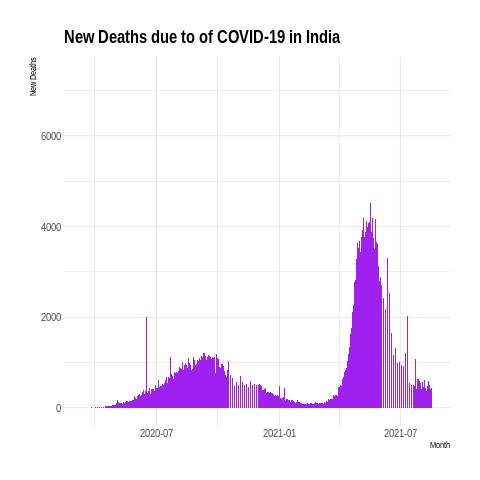 New Deaths due to of COVID-19 in India
New Deaths
6000
4000
2000
0
2020-07
2021-01
2021-07
Month